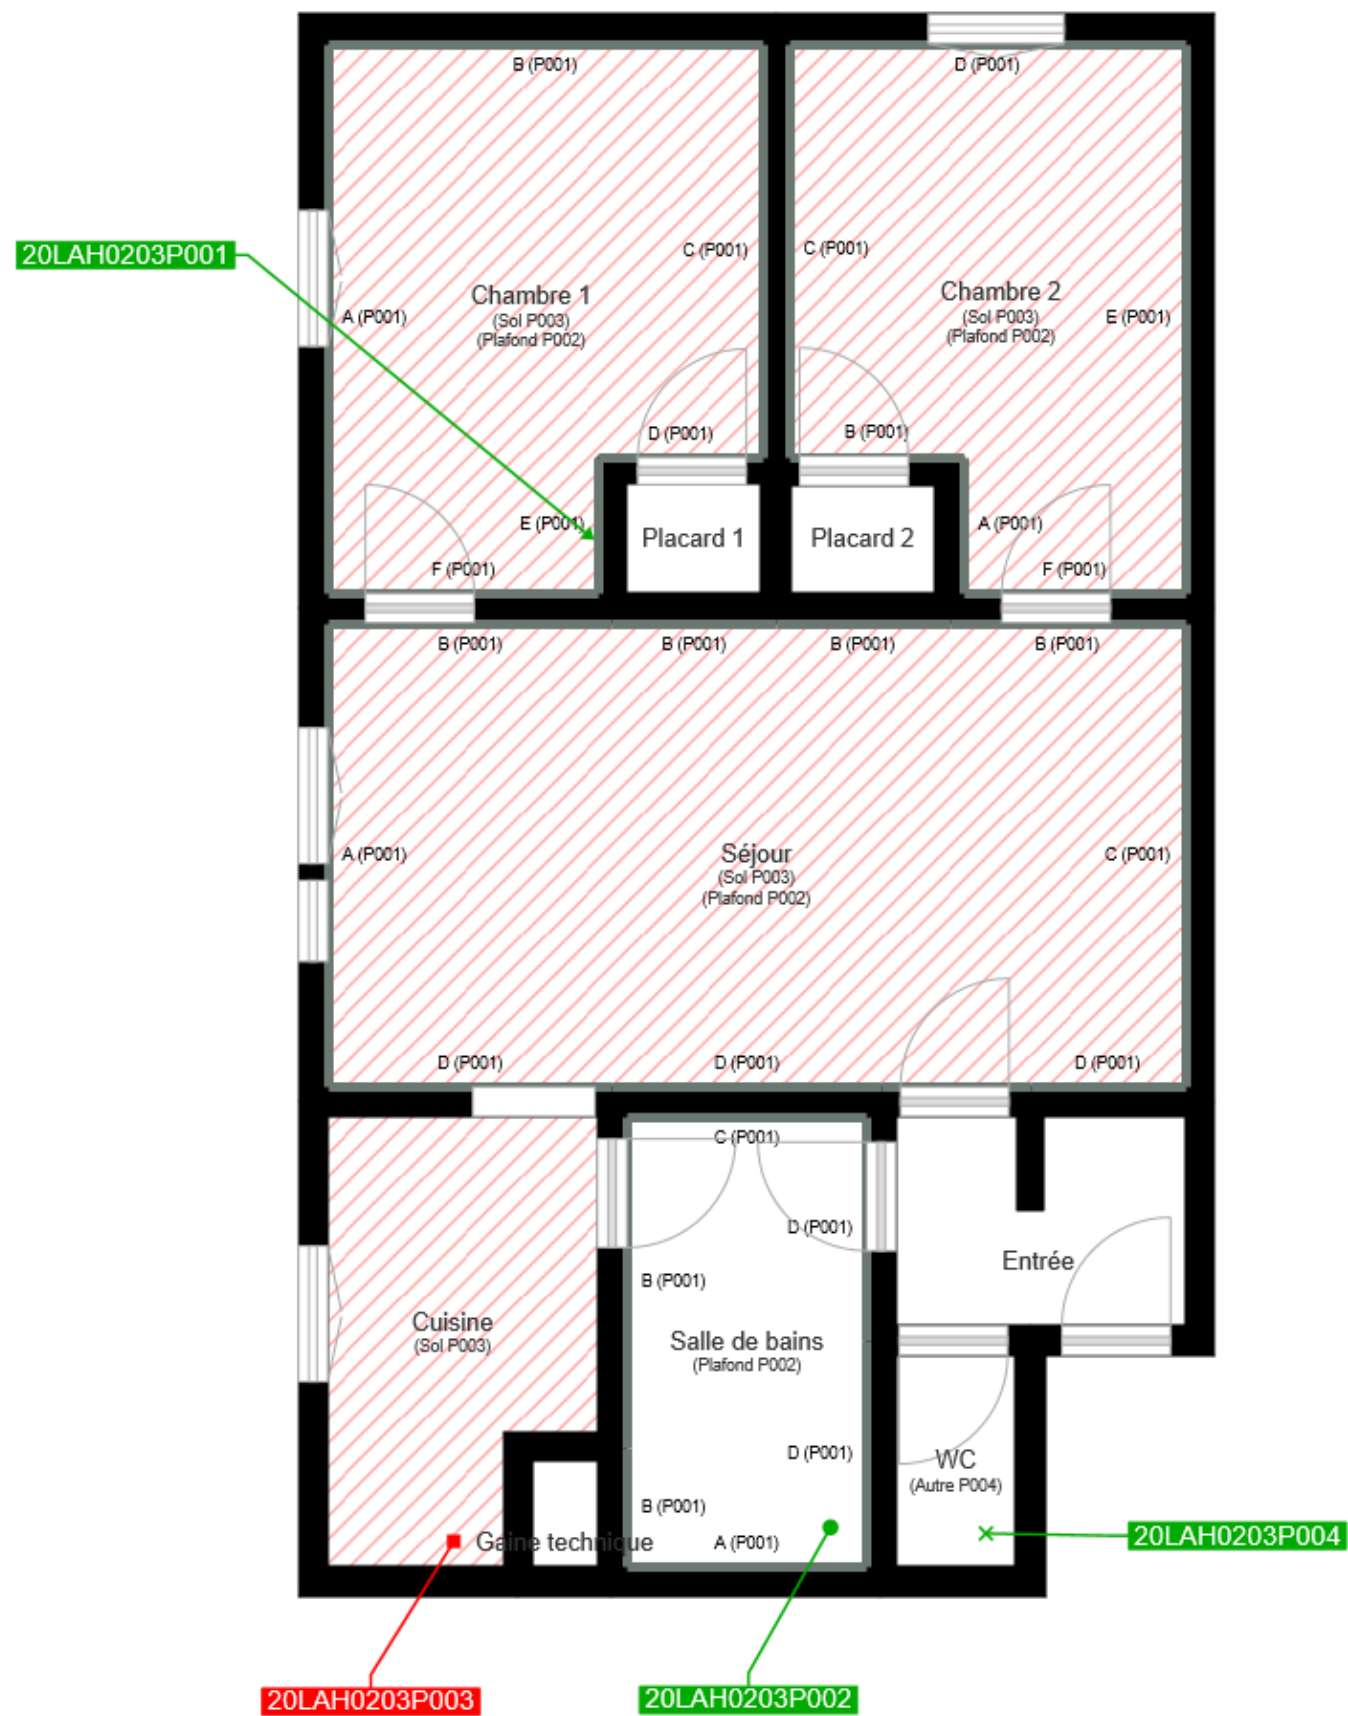 B (P001)
D (P001)
20LAH0203P001
C (P001)
C (P001)
Chambre 1
(Sol P003)
(Plafond P002)
A (P001)
Chambre 2
(Sol P003)
(Plafond P002)
E (P001)
D (P001)
B (P001)
E (P001)
Placard 1
Placard 2
A (P001)
F (P001)
F (P001)
B (P001)
B (P001)
B (P001)
B (P001)
A (P001)
Séjour
(Sol P003)
(Plafond P002)
C (P001)
D (P001)
D (P001)
D (P001)
C (P001)
D (P001)
B (P001)
Entrée
Cuisine
(Sol P003)
Salle de bains
(Plafond P002)
D (P001)
WC
(Autre P004)
B (P001)
A (P001)
Gaine technique
20LAH0203P004
20LAH0203P003
20LAH0203P002